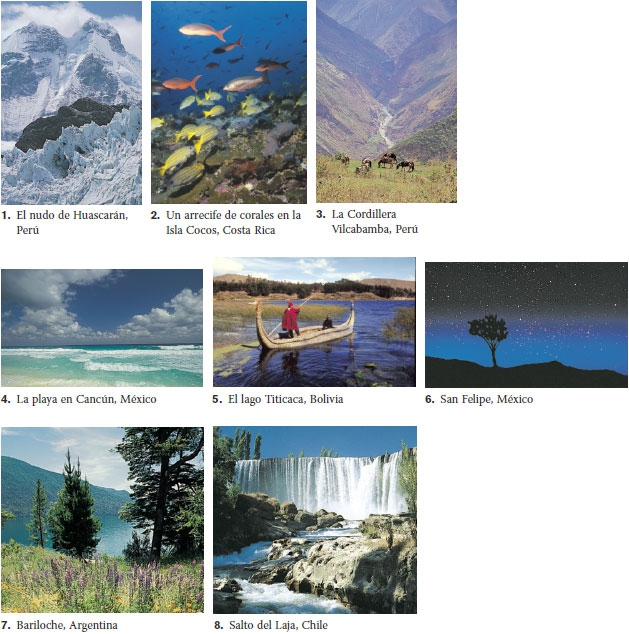 1. El nudo de Huascarán,
Perú
2. Un arrecife de corales en la
Isla Cocos, Costa Rica
3. La Cordillera
Vilcabamba, Perú
4. La playa en Cancún, México
5. El lago Titicaca, Bolivia
6. San Felipe, México
7. Bariloche, Argentina
8. Salto del Laja, Chile